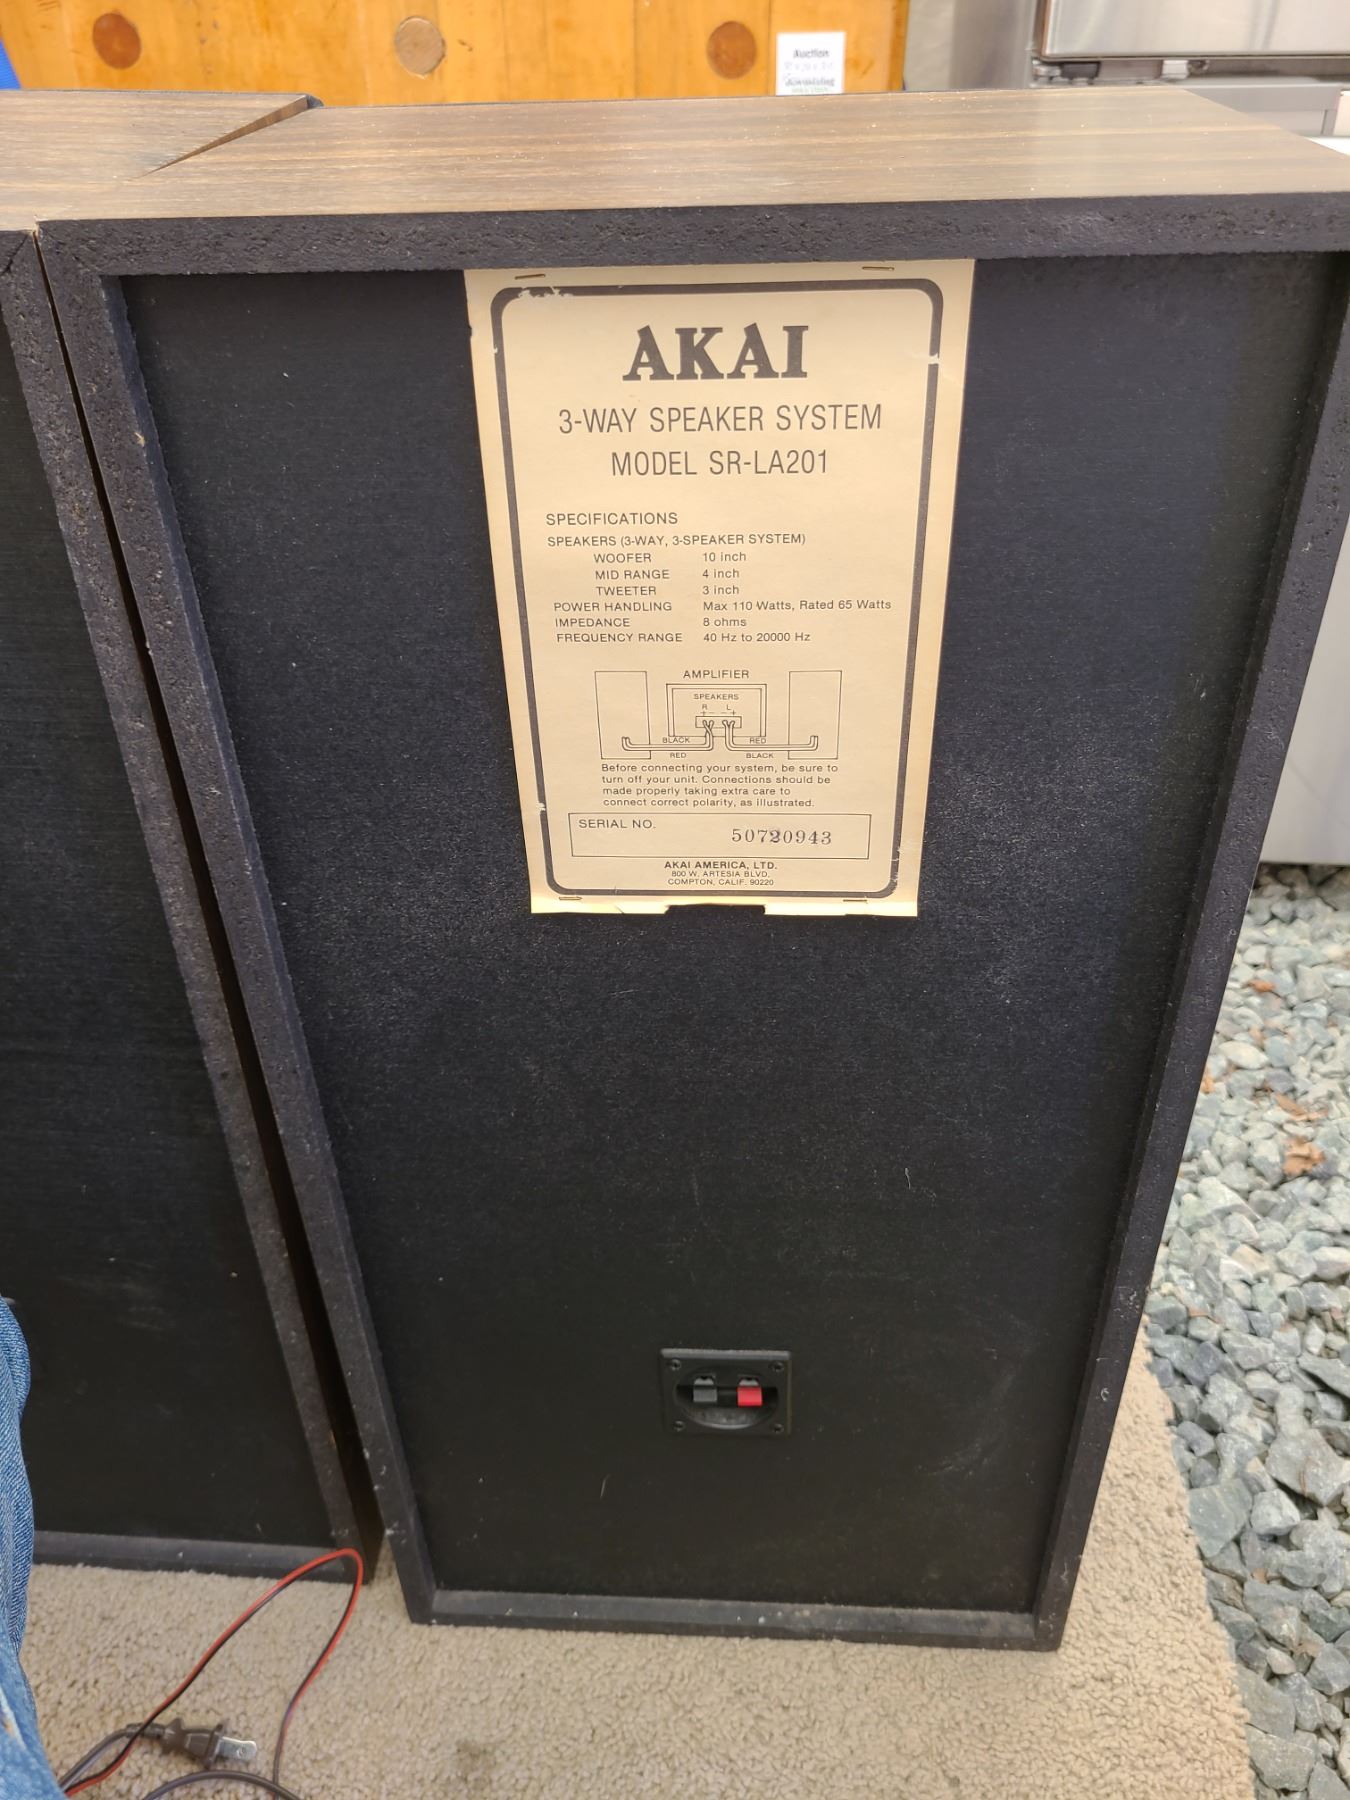 Auction
AKAI
3-WAY SPEAKER SYSTEM
MODEL SR-LA201
SPECIFICATIONS
SPEAKERS (3-WAY, 3-SPEAKER SYSTEM)
WOOFER 10 inch
MID RANGE 4 inch
TWEETER 3 inch
POWER HANDLING Max 110 Watts, Rated 65 Watts
IMPEDANCE 8 ohms
FREQUENCY RANGE 40 Hz to 20000 Hz
AMPLIFIER
SPEAKERS
R L
+ - - +
BLACK RED
RED BLACK
Before connecting your system, be sure to
turn off your unit. Connections should be
made properly taking extra care to
connect correct polarity, as illustrated.
SERIAL NO. 50720943
AKAI AMERICA, LTD.
800 W. ARTESIA BLVD.
COMPTON, CALIF. 90220